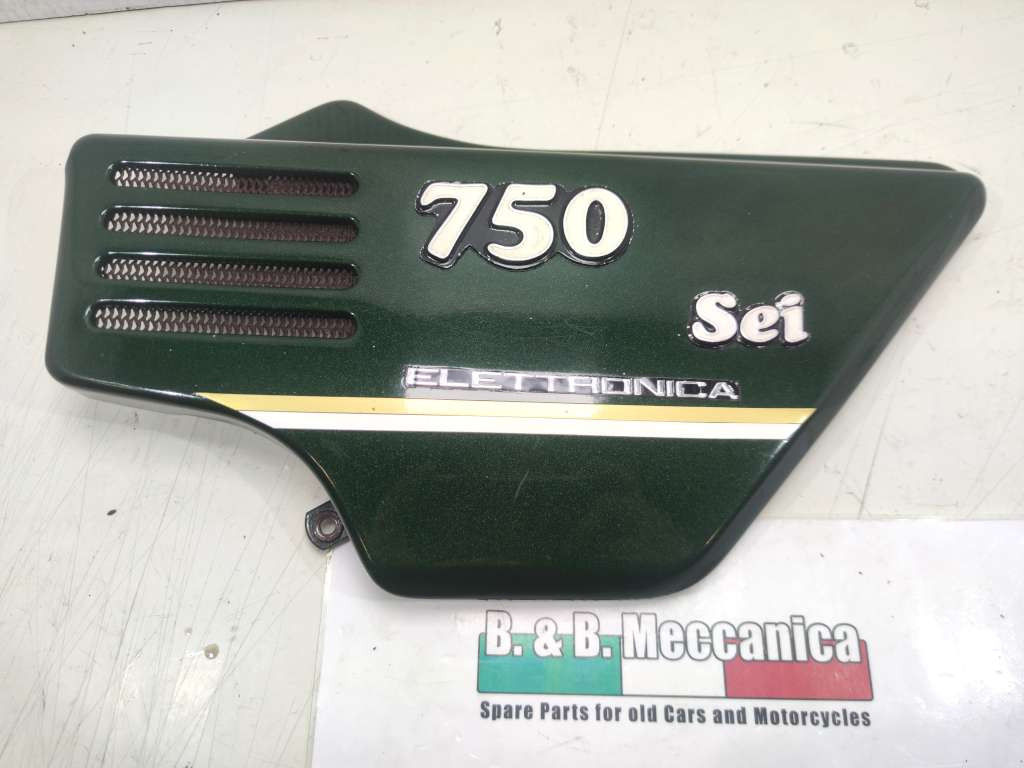 750
Sei
ELETTRONICA
B. & B. Meccanica
Spare Parts for old Cars and Motorcycles